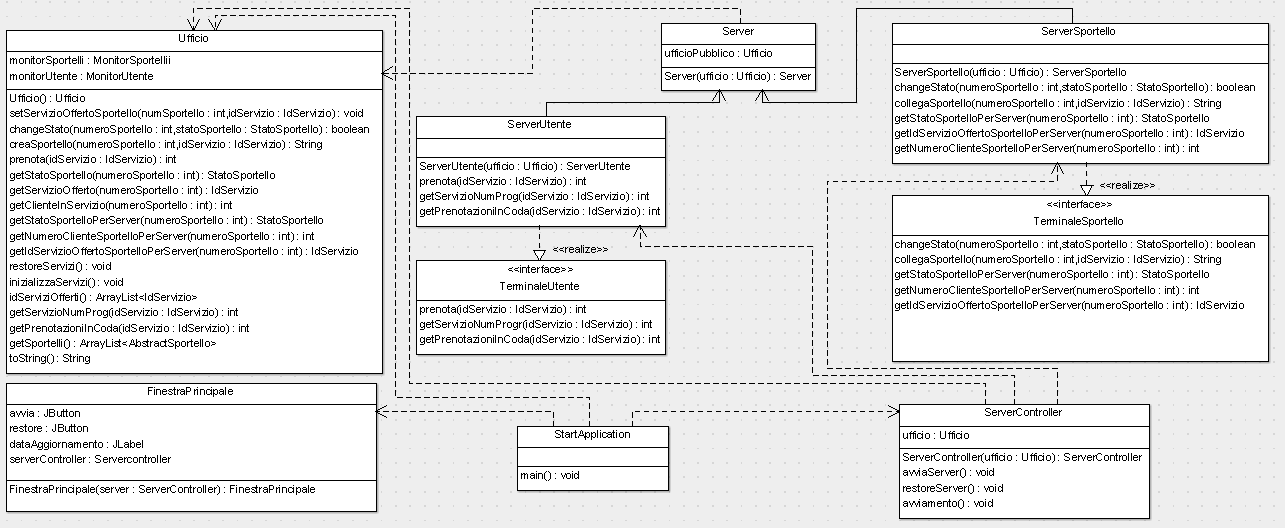 Ufficio
monitorSportelli : MonitorSportellii
monitorUtente : MonitorUtente
Ufficio() : Ufficio
setServizioOffertoSportello(numSportello : int,idServizio : IdServizio) : void
changeStato(numeroSportello : int,statoSportello : StatoSportello) : boolean
creaSportello(numeroSportello : int,idServizio : IdServizio) : String
prenota(idServizio : IdServizio) : int
getStatoSportello(numeroSportello : int) : StatoSportello
getServizioOfferto(numeroSportello : int) : IdServizio
getClienteInServizio(numeroSportello : int) : int
getStatoSportelloPerServer(numeroSportello : int) : StatoSportello
getNumeroClienteSportelloPerServer(numeroSportello : int) : int
getIdServizioOffertoSportelloPerServer(numeroSportello : int) : IdServizio
restoreServizi() : void
inizializzaServizi() : void
idServiziOfferti() : ArrayList<IdServizio>
getServizioNumProg(idServizio : IdServizio) : int
getPrenotazioniInCoda(idServizio : IdServizio) : int
getSportelli() : ArrayList<AbstractSportello>
toString() : String
Server
ufficioPubblico : Ufficio
Server(ufficio : Ufficio) : Server
ServerSportello
ServerSportello(ufficio : Ufficio) : ServerSportello
changeStato(numeroSportello : int,statoSportello : StatoSportello) : boolean
collegaSportello(numeroSportello : int,idServizio : IdServizio) : String
getStatoSportelloPerServer(numeroSportello : int) : StatoSportello
getIdServizioOffertoSportelloPerServer(numeroSportello : int) : IdServizio
getNumeroClienteSportelloPerServer(numeroSportello : int) : int
ServerUtente
ServerUtente(ufficio : Ufficio) : ServerUtente
prenota(idServizio : IdServizio) : int
getServizioNumProg(idServizio : IdServizio) : int
getPrenotazioniInCoda(idServizio : IdServizio) : int
<<realize>>
<<realize>>
<<interface>>
TerminaleUtente
prenota(idServizio : IdServizio) : int
getServizioNumProgr(idServizio : IdServizio) : int
getPrenotazioniInCoda(idServizio : IdServizio) : int
<<interface>>
TerminaleSportello
changeStato(numeroSportello : int,statoSportello : StatoSportello) : boolean
collegaSportello(numeroSportello : int,idServizio : IdServizio) : String
getStatoSportelloPerServer(numeroSportello : int) : StatoSportello
getNumeroClienteSportelloPerServer(numeroSportello : int) : int
getIdServizioOffertoSportelloPerServer(numeroSportello : int) : IdServizio
FinestraPrincipale
avvia : JButton
restore : JButton
dataAggiornamento : JLabel
serverController : Servercontroller
FinestraPrincipale(server : ServerController) : FinestraPrincipale
StartApplication
main() : void
ServerController
ufficio : Ufficio
ServerController(ufficio : Ufficio) : ServerController
avviaServer() : void
restoreServer() : void
avviamento() : void